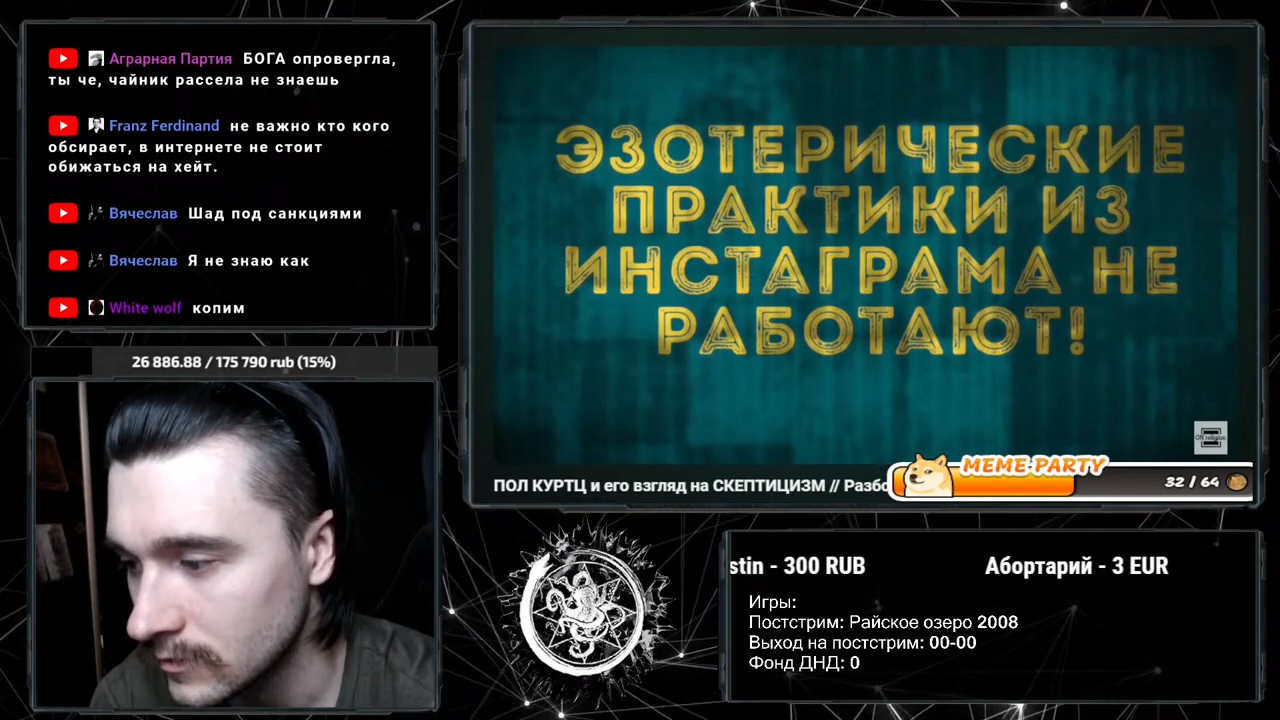 Аграрная Партия БОГА опровергла,
ты че, чайник рассела не знаешь
Franz Ferdinand не важно кто кого
обсирает, в интернете не стоит
обижаться на хейт.
Вячеслав Шад под санкциями
Вячеслав Я не знаю как
White wolf копим
26 886.88 / 175 790 rub (15%)
ЭЗОТЕРИЧЕСКИЕ
ПРАКТИКИ ИЗ
ИНСТАГРАМА НЕ
РАБОТАЮТ!
ON religion
ПОЛ КУРТЦ и его взгляд на СКЕПТИЦИЗМ // Разбо
MEME PARTY
32 / 64
stin - 300 RUB Абортарий - 3 EUR
Игры:
Постстрим: Райское озеро 2008
Выход на постстрим: 00-00
Фонд ДНД: 0